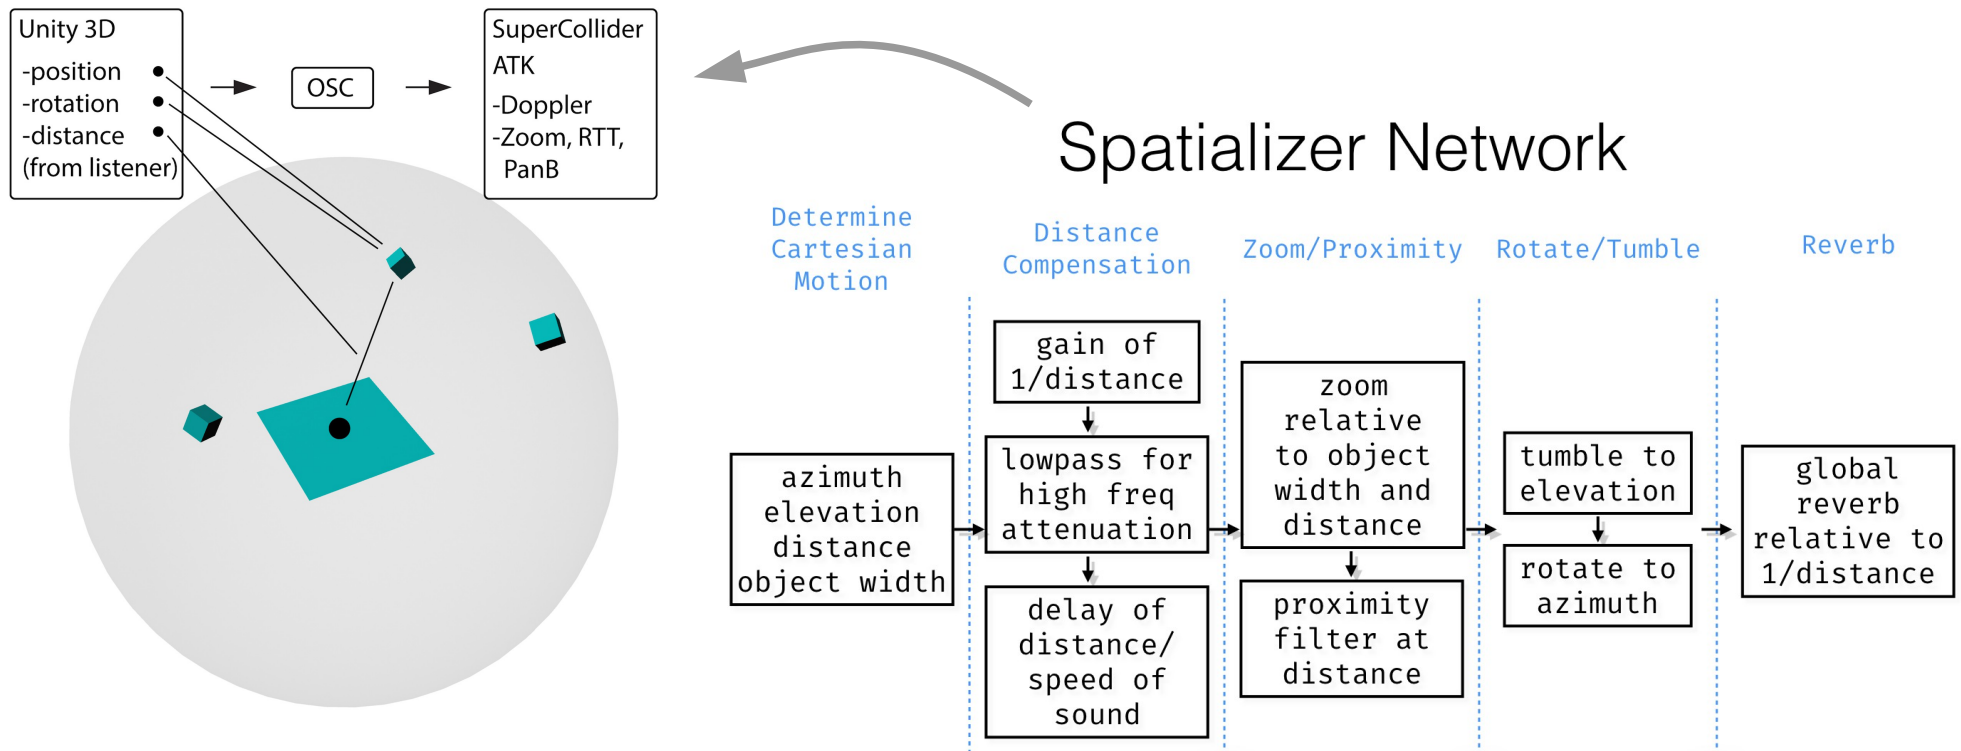 Unity 3D
-position
-rotation
-distance
(from listener)
OSC
SuperCollider
ATK
-Doppler
-Zoom, RTT,
PanB
Spatializer Network
Determine
Cartesian
Motion
azimuth
elevation
distance
object width
Distance
Compensation
gain of
1/distance
lowpass for
high freq
attenuation
delay of
distance/
speed of
sound
Zoom/Proximity
zoom
relative
to object
width and
distance
proximity
filter at
distance
Rotate/Tumble
tumble to
elevation
rotate to
azimuth
Reverb
global
reverb
relative to
1/distance